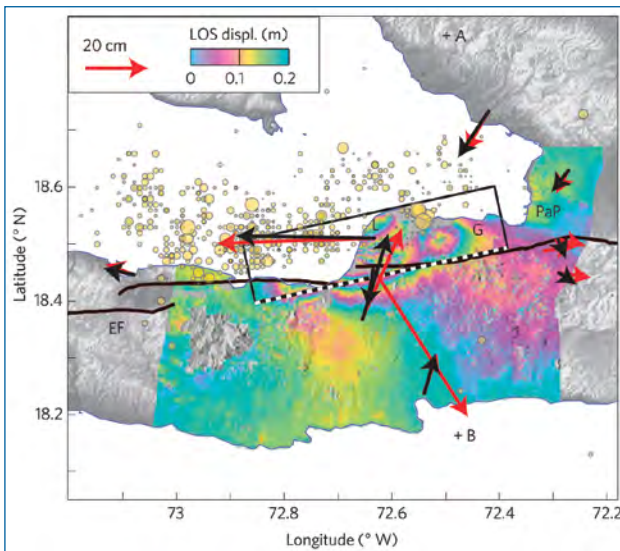 20 cm
LOS displ. (m)
0 0.1 0.2
+ A
18.6
PaP
L
G
Latitude (° N)
18.4
EF
18.2
+ B
73 72.8 72.6 72.4 72.2
Longitude (° W)